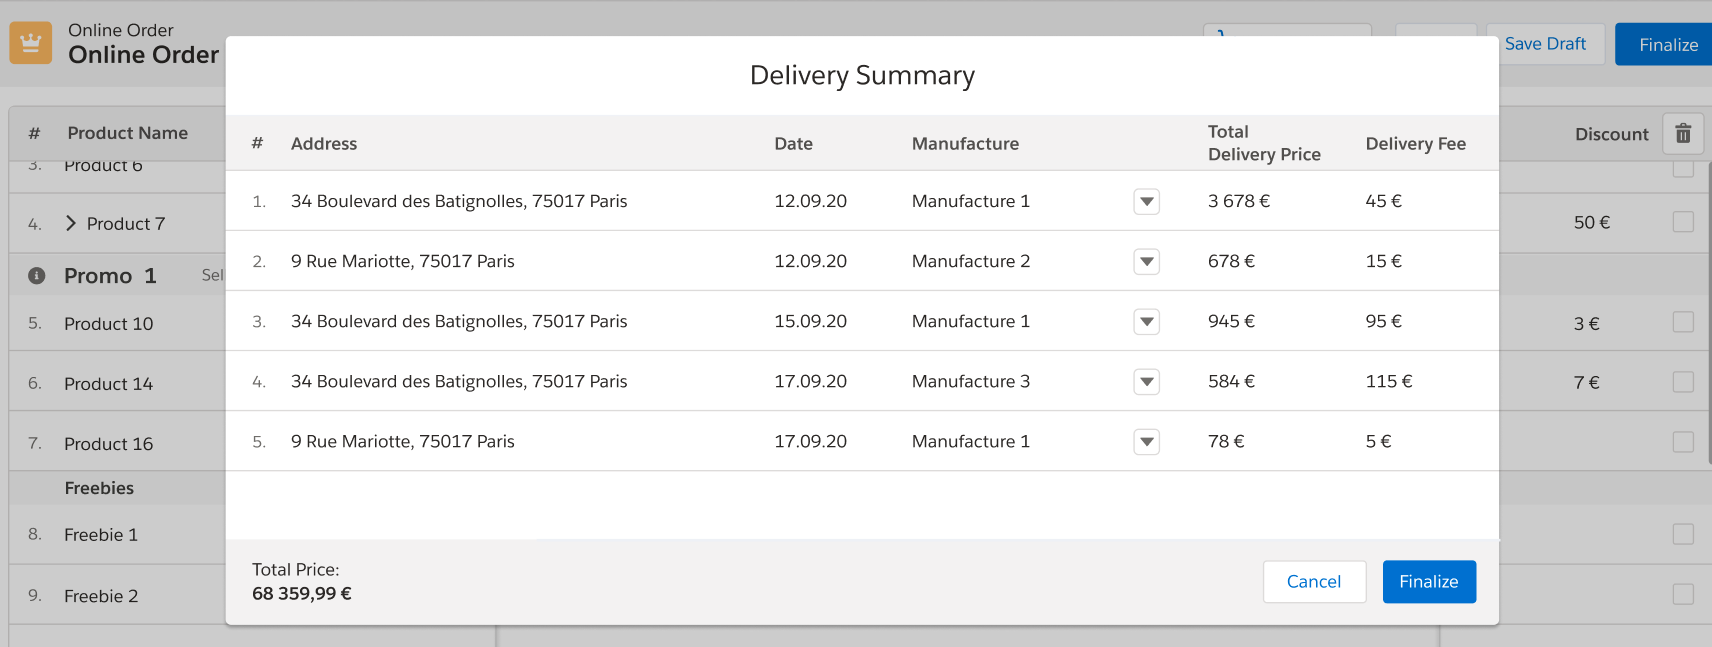 Online Order
Online Order
Save Draft
Finalize
Delivery Summary
# Product Name
Discount
# Address Date Manufacture Total Delivery Price Delivery Fee
3. Product 6
1. 34 Boulevard des Batignolles, 75017 Paris 12.09.20 Manufacture 1 3 678 € 45 €
4. Product 7 50 €
2. 9 Rue Mariotte, 75017 Paris 12.09.20 Manufacture 2 678 € 15 €
Promo 1 Sel
3. 34 Boulevard des Batignolles, 75017 Paris 15.09.20 Manufacture 1 945 € 95 €
5. Product 10 3 €
4. 34 Boulevard des Batignolles, 75017 Paris 17.09.20 Manufacture 3 584 € 115 €
6. Product 14 7 €
5. 9 Rue Mariotte, 75017 Paris 17.09.20 Manufacture 1 78 € 5 €
7. Product 16
Freebies
8. Freebie 1
9. Freebie 2
Total Price:
68 359,99 €
Cancel
Finalize